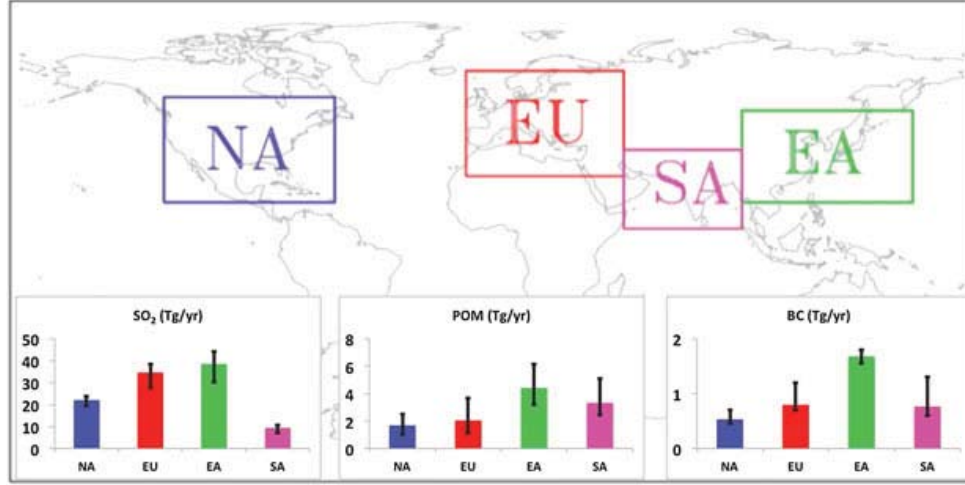 NA
EU
SA
EA
SO₂ (Tg/yr)
50
40
30
20
10
0
NA EU EA SA
POM (Tg/yr)
8
6
4
2
0
NA EU EA SA
BC (Tg/yr)
2
1
0
NA EU EA SA